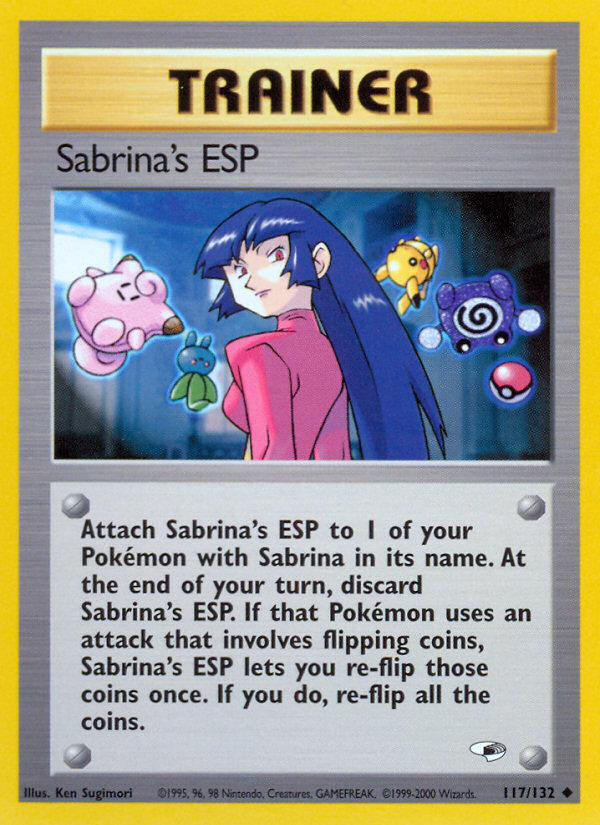 TRAINER
Sabrina's ESP
Attach Sabrina's ESP to 1 of your
Pokémon with Sabrina in its name. At
the end of your turn, discard
Sabrina's ESP. If that Pokémon uses an
attack that involves flipping coins,
Sabrina's ESP lets you re-flip those
coins once. If you do, re-flip all the
coins.
Illus. Ken Sugimori ©1995, 96, 98 Nintendo, Creatures, GAMEFREAK. ©1999-2000 Wizards. 117/132 ◆